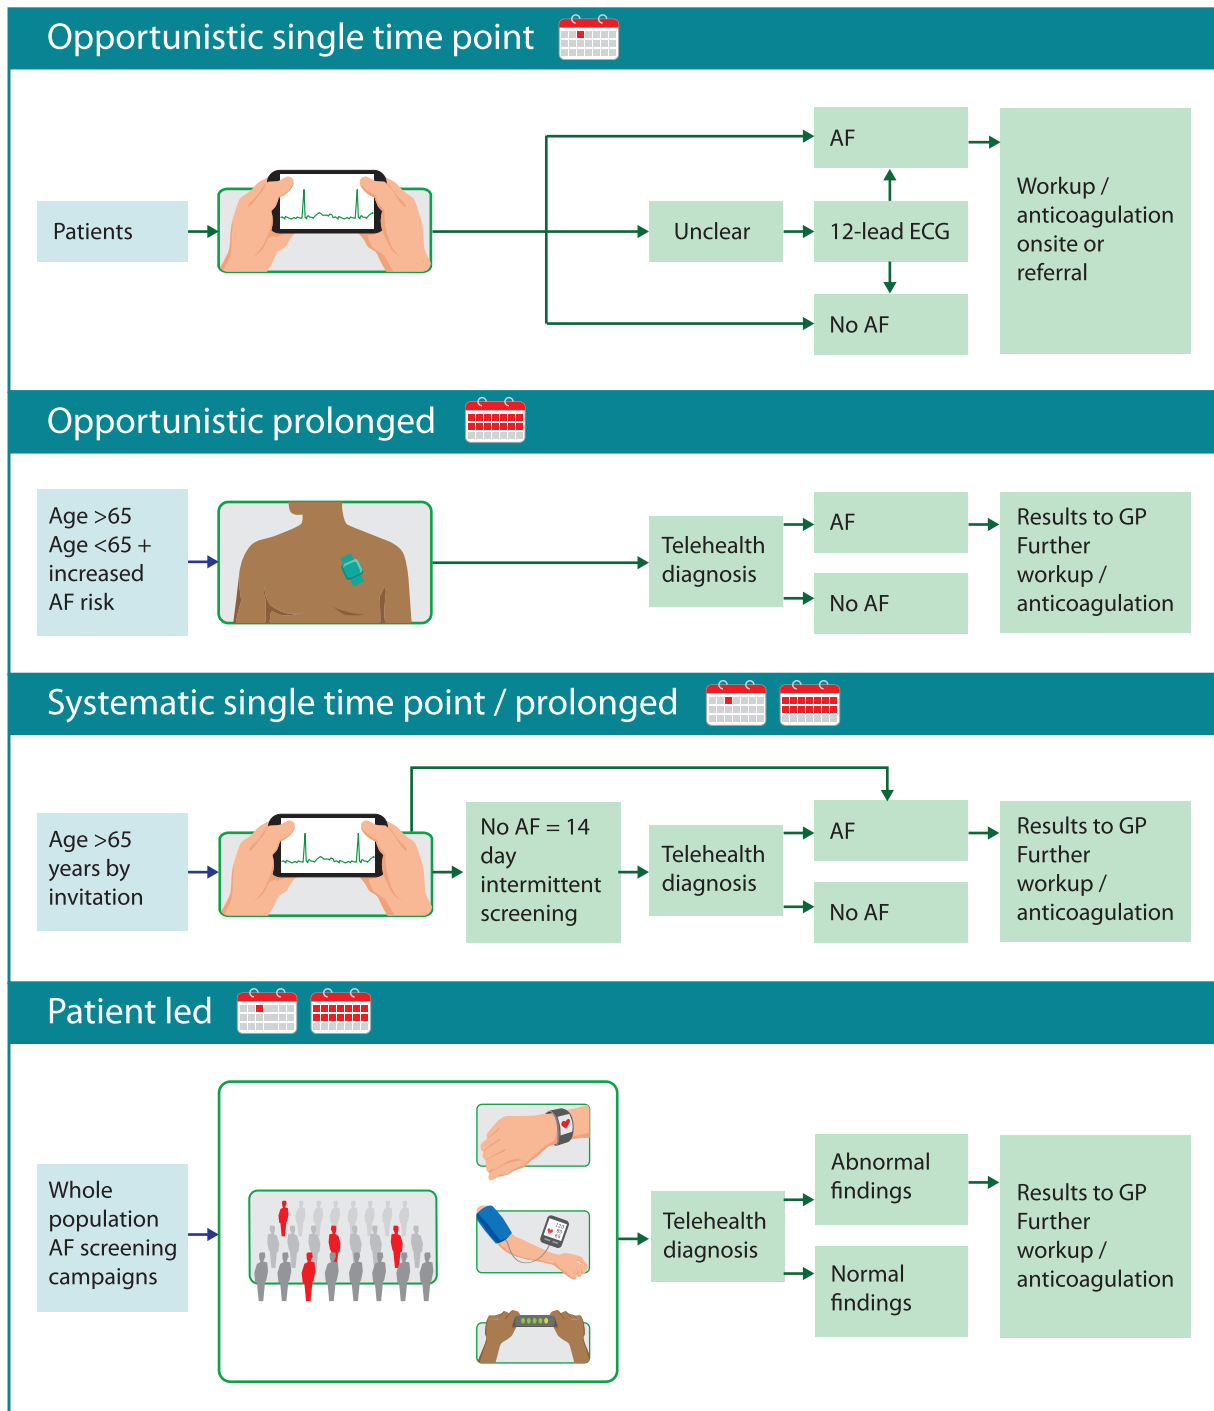 Opportunistic single time point
Patients
Unclear
AF
12-lead ECG
No AF
Workup /
anticoagulation
onsite or
referral
Opportunistic prolonged
Age >65
Age <65 +
increased
AF risk
Telehealth
diagnosis
AF
No AF
Results to GP
Further
workup /
anticoagulation
Systematic single time point / prolonged
Age >65
years by
invitation
No AF = 14
day
intermittent
screening
Telehealth
diagnosis
AF
No AF
Results to GP
Further
workup /
anticoagulation
Patient led
Whole
population
AF screening
campaigns
Telehealth
diagnosis
Abnormal
findings
Normal
findings
Results to GP
Further
workup /
anticoagulation